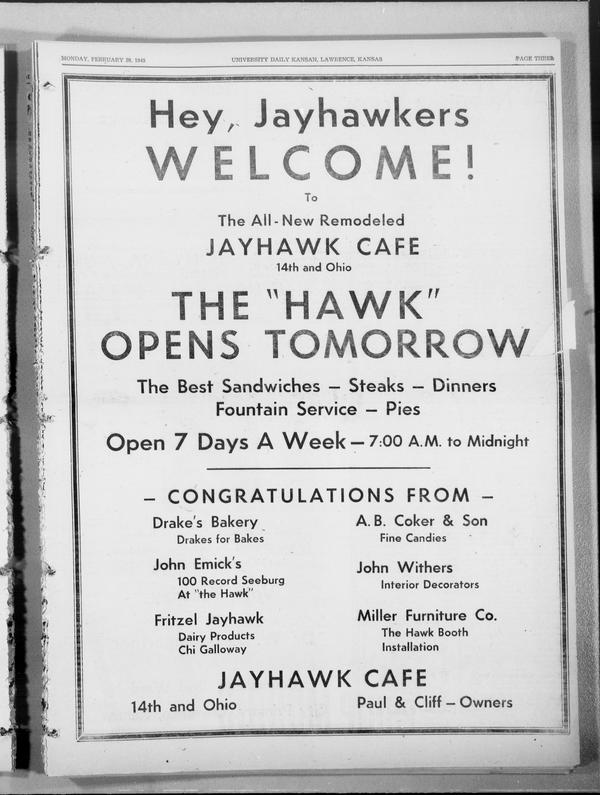 MONDAY, FEBRUARY 28, 1949 UNIVERSITY DAILY KANSAN, LAWRENCE, KANSAS PAGE THREE
Hey, Jayhawkers
WELCOME!
To
The All-New Remodeled
JAYHAWK CAFE
14th and Ohio
THE "HAWK"
OPENS TOMORROW
The Best Sandwiches – Steaks – Dinners
Fountain Service – Pies
Open 7 Days A Week – 7:00 A.M. to Midnight
– CONGRATULATIONS FROM –
Drake's Bakery
Drakes for Bakes
A. B. Coker & Son
Fine Candies
John Emick's
100 Record Seeburg
At "the Hawk"
John Withers
Interior Decorators
Fritzel Jayhawk
Dairy Products
Chi Galloway
Miller Furniture Co.
The Hawk Booth
Installation
JAYHAWK CAFE
14th and Ohio Paul & Cliff – Owners